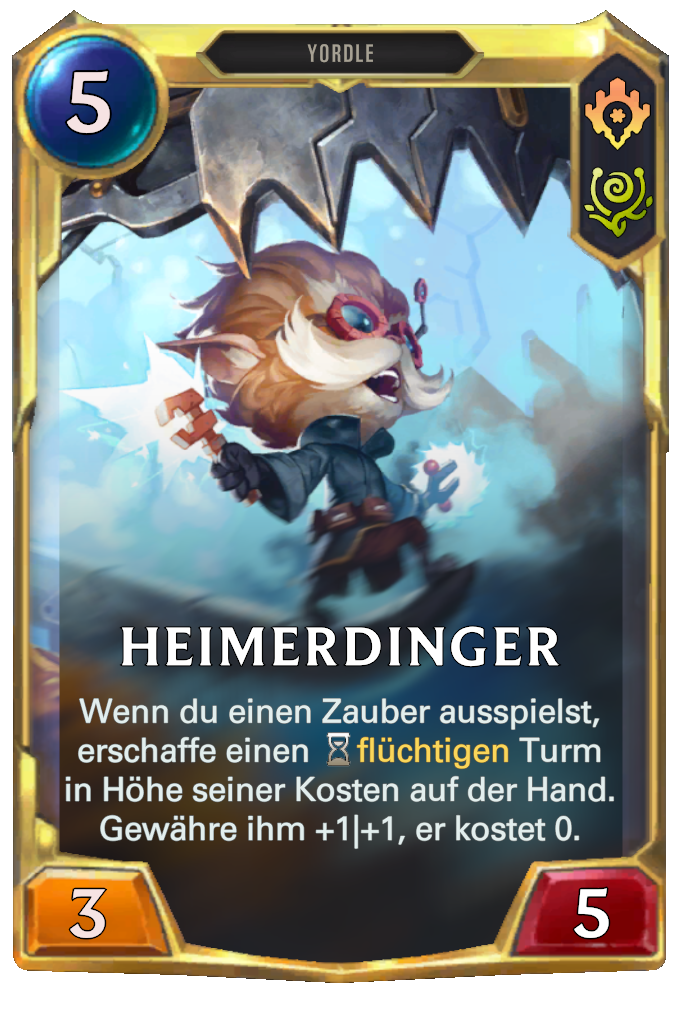 5
YORDLE
HEIMERDINGER
Wenn du einen Zauber ausspielst,
erschaffe einen flüchtigen Turm
in Höhe seiner Kosten auf der Hand.
Gewähre ihm +1|+1, er kostet 0.
3
5